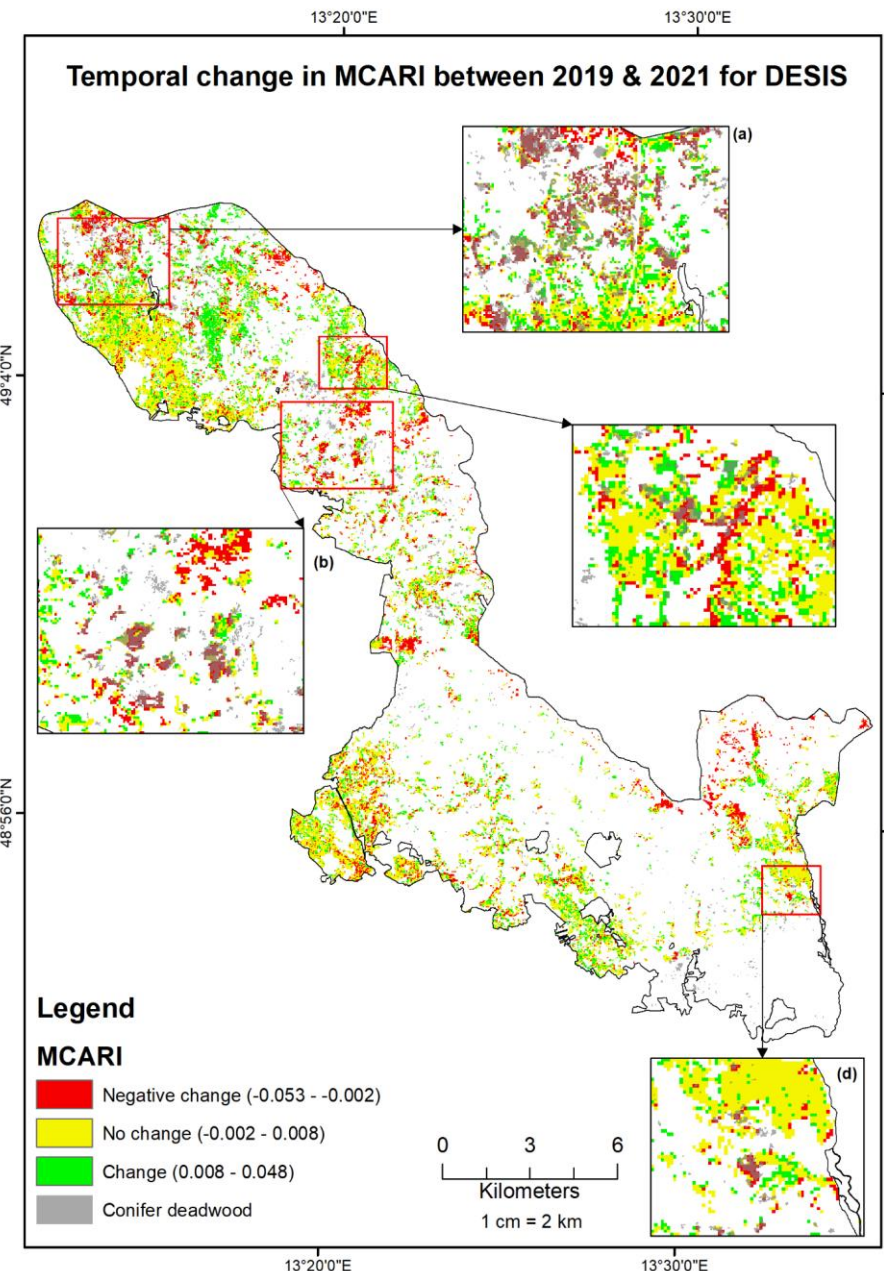 13°20'0"E 13°30'0"E
Temporal change in MCARI between 2019 & 2021 for DESIS
(a)
49°4'0"N
(b)
48°56'0"N
Legend
MCARI
Negative change (-0.053 - -0.002)
No change (-0.002 - 0.008)
Change (0.008 - 0.048)
Conifer deadwood
0 3 6
Kilometers
1 cm = 2 km
(d)
13°20'0"E 13°30'0"E